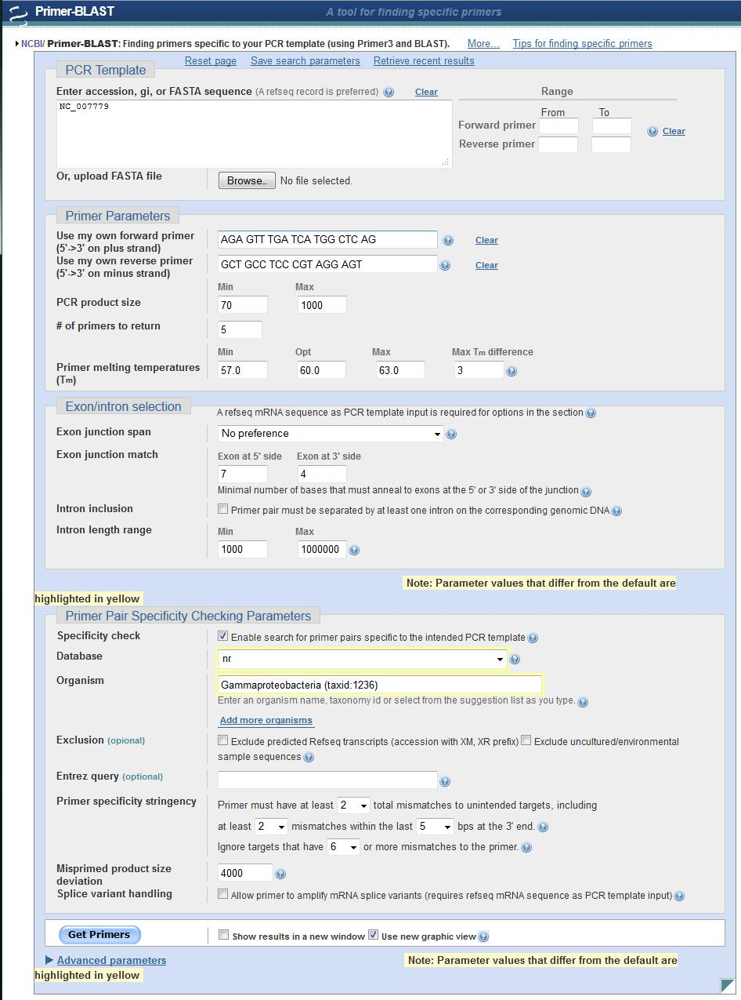 Primer-BLAST A tool for finding specific primers
NCBI/ Primer-BLAST: Finding primers specific to your PCR template (using Primer3 and BLAST). More... Tips for finding specific primers
Reset page Save search parameters Retrieve recent results
PCR Template
Enter accession, gi, or FASTA sequence (A refseq record is preferred) Clear Range
NC_007779
From To
Forward primer
Clear
Reverse primer
Or, upload FASTA file Browse... No file selected.
Primer Parameters
Use my own forward primer
(5'->3' on plus strand) AGA GTT TGA TCA TGG CTC AG Clear
Use my own reverse primer
(5'->3' on minus strand) GCT GCC TCC CGT AGG AGT Clear
Min Max
PCR product size 70 1000
# of primers to return 5
Min Opt Max Max Tm difference
Primer melting temperatures
(Tm) 57.0 60.0 63.0 3
Exon/intron selection
A refseq mRNA sequence as PCR template input is required for options in the section
Exon junction span No preference
Exon junction match Exon at 5' side Exon at 3' side
7 4
Minimal number of bases that must anneal to exons at the 5' or 3' side of the junction
Intron inclusion Primer pair must be separated by at least one intron on the corresponding genomic DNA
Intron length range Min Max
1000 1000000
Note: Parameter values that differ from the default are
highlighted in yellow
Primer Pair Specificity Checking Parameters
Specificity check Enable search for primer pairs specific to the intended PCR template
Database nr
Organism Gammaproteobacteria (taxid:1236)
Enter an organism name, taxonomy id or select from the suggestion list as you type.
Add more organisms
Exclusion (opional) Exclude predicted Refseq transcripts (accession with XM, XR prefix) Exclude uncultured/environmental
sample sequences
Entrez query (optional)
Primer specificity stringency Primer must have at least 2 total mismatches to unintended targets, including
at least 2 mismatches within the last 5 bps at the 3' end.
Ignore targets that have 6 or more mismatches to the primer.
Misprimed product size
deviation 4000
Splice variant handling Allow primer to amplify mRNA splice variants (requires refseq mRNA sequence as PCR template input)
Get Primers Show results in a new window Use new graphic view
Advanced parameters Note: Parameter values that differ from the default are
highlighted in yellow